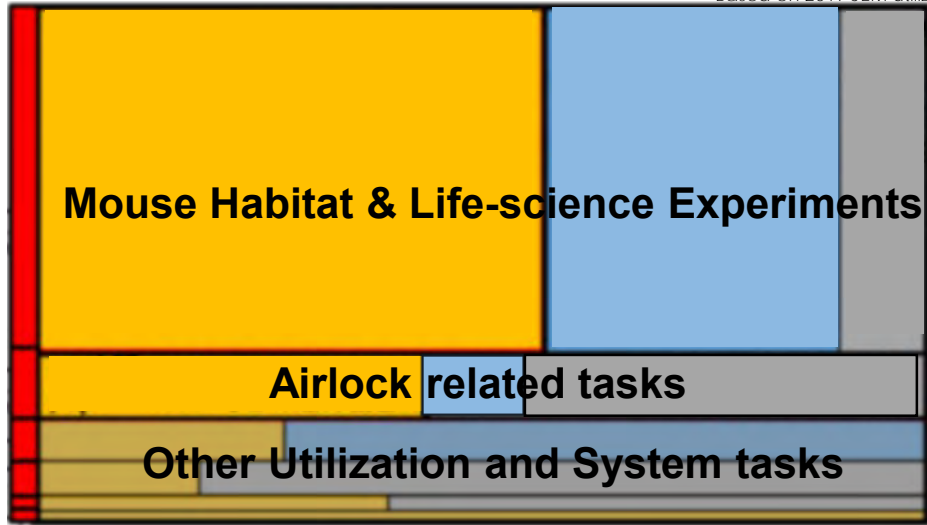 Mouse Habitat & Life-science Experiments
Airlock related tasks
Other Utilization and System tasks